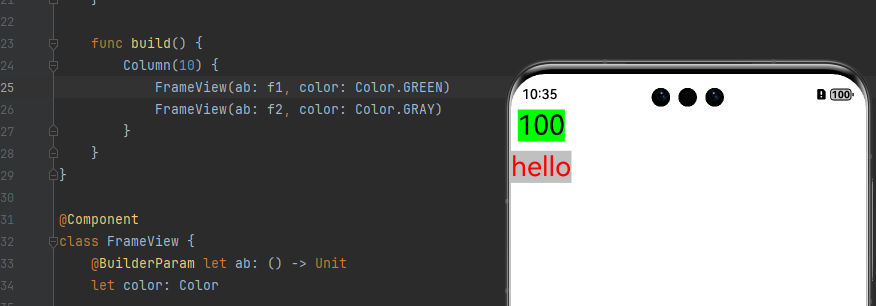 21 }
22
23 func build() {
24 Column(10) {
25 FrameView(ab: f1, color: Color.GREEN)
26 FrameView(ab: f2, color: Color.GRAY)
27 }
28 }
29 }
30
31 @Component
32 class FrameView {
33 @BuilderParam let ab: () -> Unit
34 let color: Color
10:35
100
100
hello